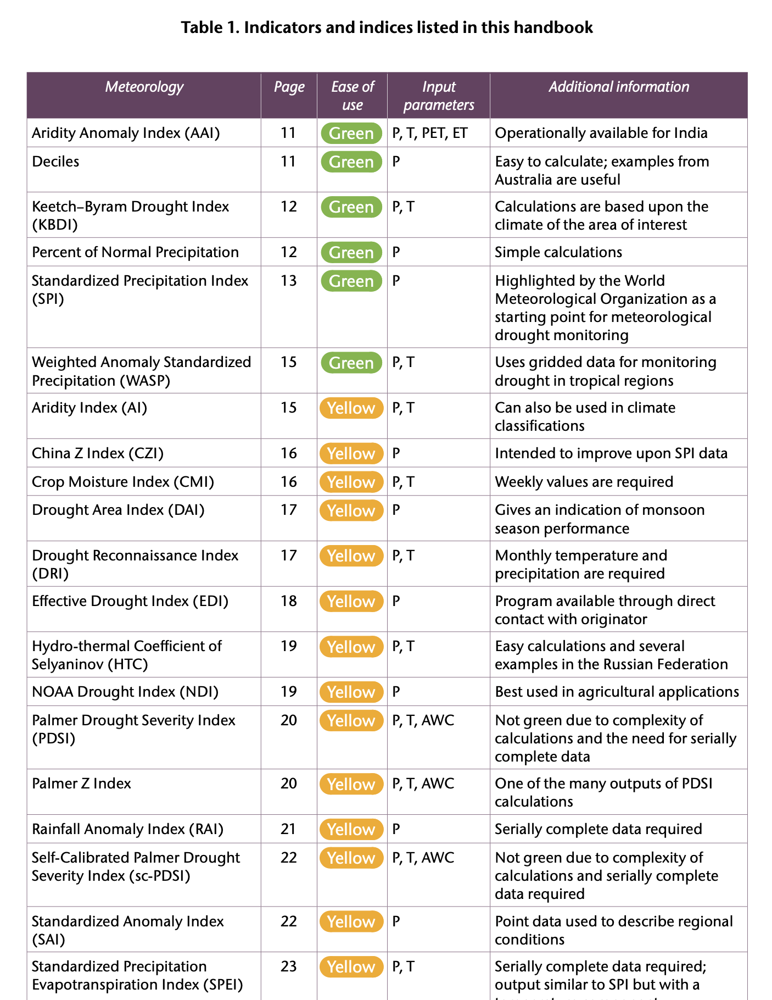 Table 1. Indicators and indices listed in this handbook
Meteorology Page Ease of use Input parameters Additional information
Aridity Anomaly Index (AAI) 11 Green P, T, PET, ET Operationally available for India
Deciles 11 Green P Easy to calculate; examples from
Australia are useful
Keetch–Byram Drought Index 12 Green P, T Calculations are based upon the
(KBDI) climate of the area of interest
Percent of Normal Precipitation 12 Green P Simple calculations
Standardized Precipitation Index 13 Green P Highlighted by the World
(SPI) Meteorological Organization as a
starting point for meteorological
drought monitoring
Weighted Anomaly Standardized 15 Green P, T Uses gridded data for monitoring
Precipitation (WASP) drought in tropical regions
Aridity Index (AI) 15 Yellow P, T Can also be used in climate
classifications
China Z Index (CZI) 16 Yellow P Intended to improve upon SPI data
Crop Moisture Index (CMI) 16 Yellow P, T Weekly values are required
Drought Area Index (DAI) 17 Yellow P Gives an indication of monsoon
season performance
Drought Reconnaissance Index 17 Yellow P, T Monthly temperature and
(DRI) precipitation are required
Effective Drought Index (EDI) 18 Yellow P Program available through direct
contact with originator
Hydro-thermal Coefficient of 19 Yellow P, T Easy calculations and several
Selyaninov (HTC) examples in the Russian Federation
NOAA Drought Index (NDI) 19 Yellow P Best used in agricultural applications
Palmer Drought Severity Index 20 Yellow P, T, AWC Not green due to complexity of
(PDSI) calculations and the need for serially
complete data
Palmer Z Index 20 Yellow P, T, AWC One of the many outputs of PDSI
calculations
Rainfall Anomaly Index (RAI) 21 Yellow P Serially complete data required
Self-Calibrated Palmer Drought 22 Yellow P, T, AWC Not green due to complexity of
Severity Index (sc-PDSI) calculations and serially complete
data required
Standardized Anomaly Index 22 Yellow P Point data used to describe regional
(SAI) conditions
Standardized Precipitation 23 Yellow P, T Serially complete data required;
Evapotranspiration Index (SPEI) output similar to SPI but with a